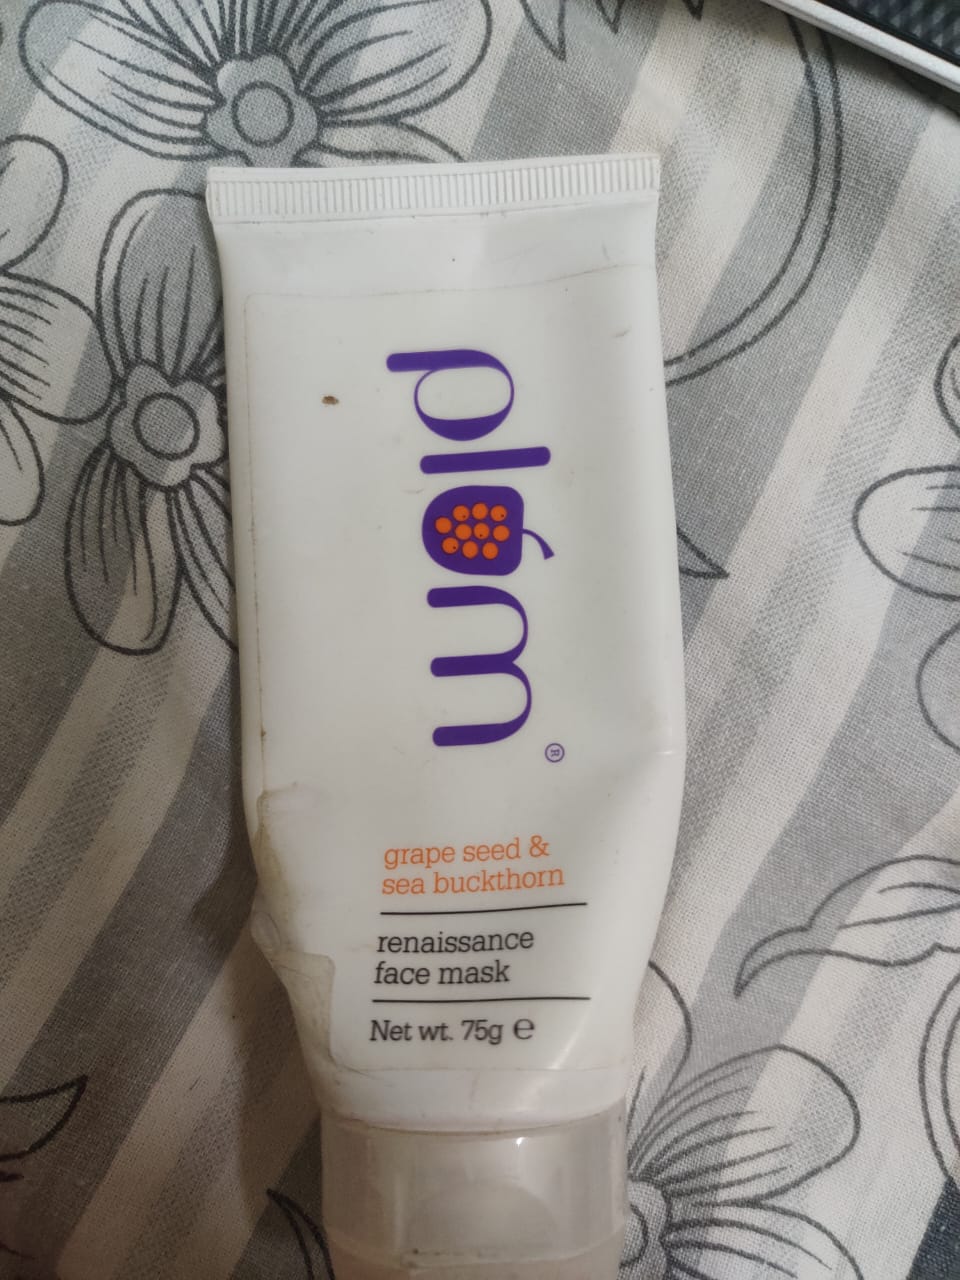 plum®
grape seed &
sea buckthorn
renaissance
face mask
Net wt. 75g ℮